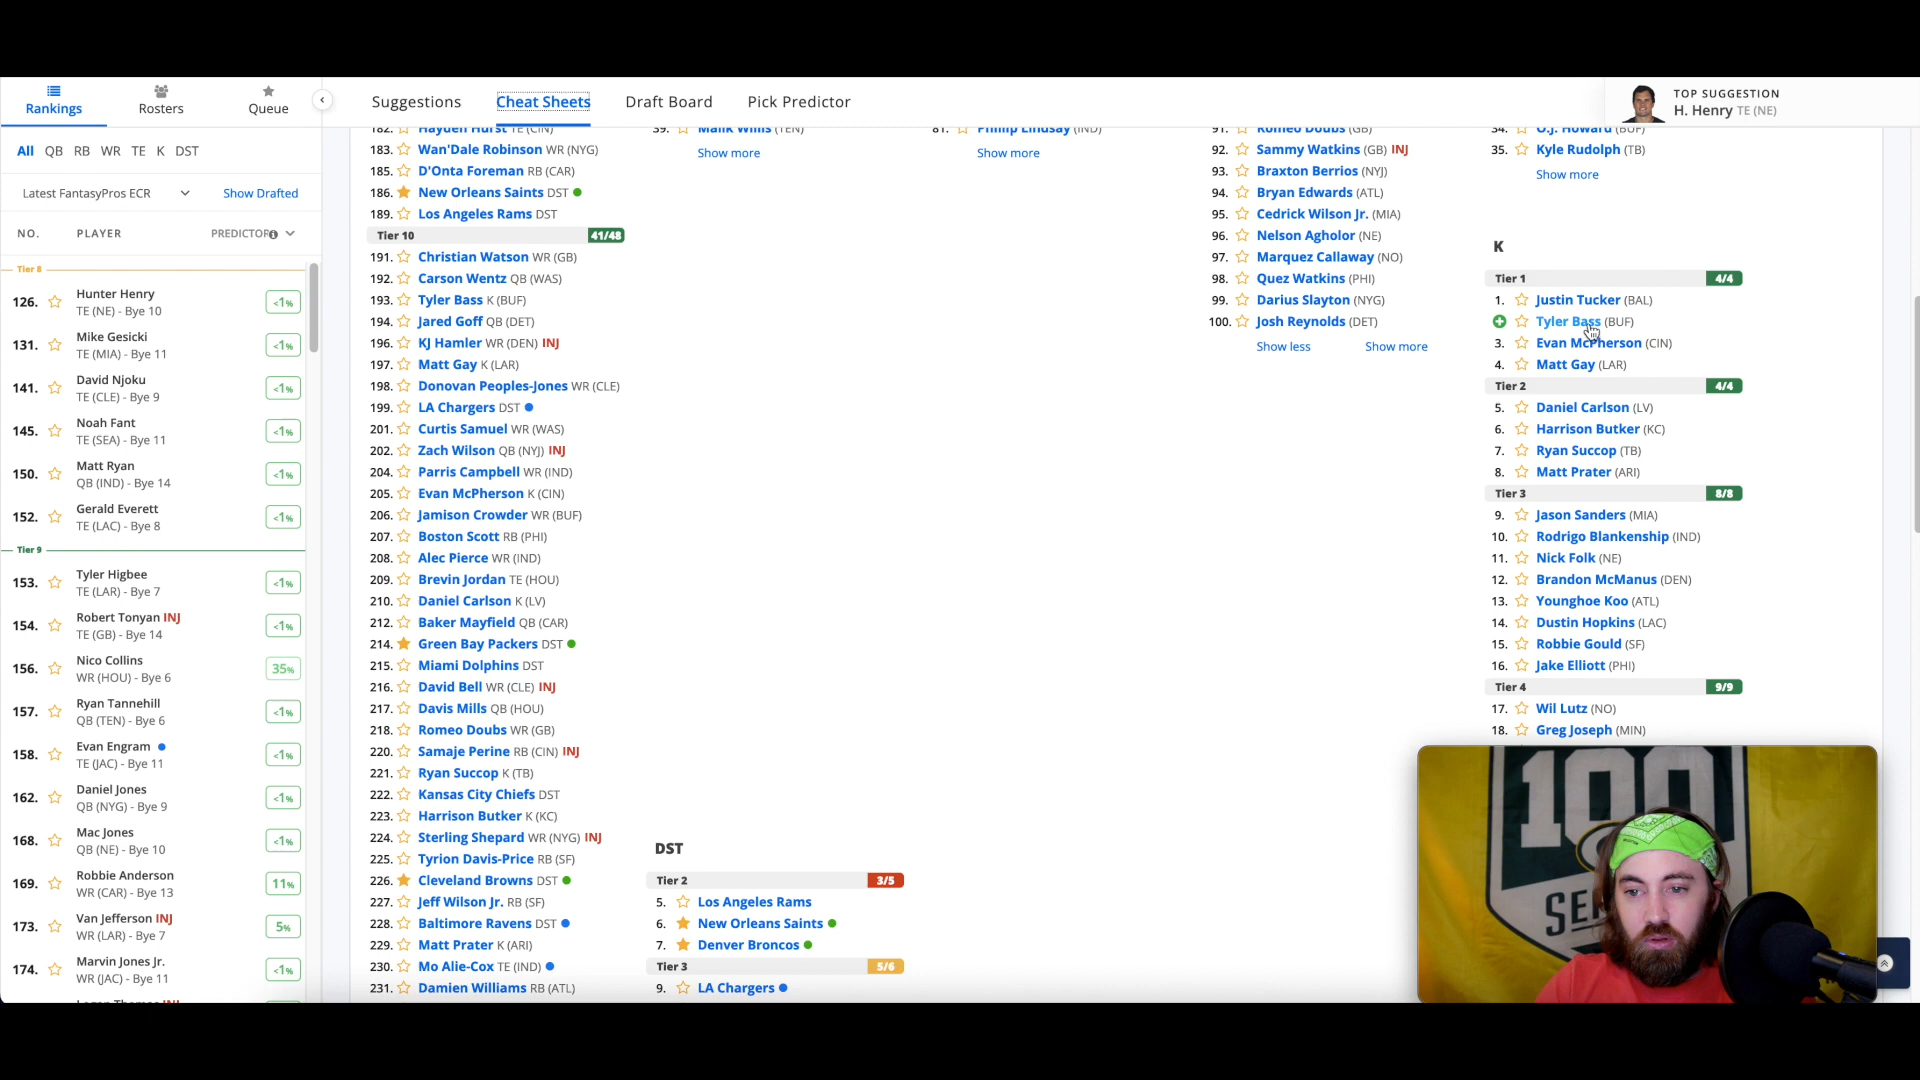 Rankings
Rosters
Queue
Suggestions
Cheat Sheets
Draft Board
Pick Predictor
TOP SUGGESTION
H. Henry TE (NE)
All QB RB WR TE K DST
Latest FantasyPros ECR
Show Drafted
NO. PLAYER PREDICTOR
Tier 8
126. Hunter Henry <1%
TE (NE) - Bye 10
131. Mike Gesicki <1%
TE (MIA) - Bye 11
141. David Njoku <1%
TE (CLE) - Bye 9
145. Noah Fant <1%
TE (SEA) - Bye 11
150. Matt Ryan <1%
QB (IND) - Bye 14
152. Gerald Everett <1%
TE (LAC) - Bye 8
Tier 9
153. Tyler Higbee <1%
TE (LAR) - Bye 7
154. Robert Tonyan INJ <1%
TE (GB) - Bye 14
156. Nico Collins 35%
WR (HOU) - Bye 6
157. Ryan Tannehill <1%
QB (TEN) - Bye 6
158. Evan Engram <1%
TE (JAC) - Bye 11
162. Daniel Jones <1%
QB (NYG) - Bye 9
168. Mac Jones <1%
QB (NE) - Bye 10
169. Robbie Anderson 11%
WR (CAR) - Bye 13
173. Van Jefferson INJ 5%
WR (LAR) - Bye 7
174. Marvin Jones Jr. <1%
WR (JAC) - Bye 11
Logan Thomas INJ
182. Hayden Hurst TE (CIN)
183. Wan'Dale Robinson WR (NYG)
185. D'Onta Foreman RB (CAR)
186. New Orleans Saints DST
189. Los Angeles Rams DST
Tier 10 41/48
191. Christian Watson WR (GB)
192. Carson Wentz QB (WAS)
193. Tyler Bass K (BUF)
194. Jared Goff QB (DET)
196. KJ Hamler WR (DEN) INJ
197. Matt Gay K (LAR)
198. Donovan Peoples-Jones WR (CLE)
199. LA Chargers DST
201. Curtis Samuel WR (WAS)
202. Zach Wilson QB (NYJ) INJ
204. Parris Campbell WR (IND)
205. Evan McPherson K (CIN)
206. Jamison Crowder WR (BUF)
207. Boston Scott RB (PHI)
208. Alec Pierce WR (IND)
209. Brevin Jordan TE (HOU)
210. Daniel Carlson K (LV)
212. Baker Mayfield QB (CAR)
214. Green Bay Packers DST
215. Miami Dolphins DST
216. David Bell WR (CLE) INJ
217. Davis Mills QB (HOU)
218. Romeo Doubs WR (GB)
220. Samaje Perine RB (CIN) INJ
221. Ryan Succop K (TB)
222. Kansas City Chiefs DST
223. Harrison Butker K (KC)
224. Sterling Shepard WR (NYG) INJ
225. Tyrion Davis-Price RB (SF)
226. Cleveland Browns DST
227. Jeff Wilson Jr. RB (SF)
228. Baltimore Ravens DST
229. Matt Prater K (ARI)
230. Mo Alie-Cox TE (IND)
231. Damien Williams RB (ATL)
39. Malik Willis (TEN)
Show more
DST
Tier 2 3/5
5. Los Angeles Rams
6. New Orleans Saints
7. Denver Broncos
Tier 3 5/6
9. LA Chargers
81. Phillip Lindsay (IND)
Show more
91. Romeo Doubs (GB)
92. Sammy Watkins (GB) INJ
93. Braxton Berrios (NYJ)
94. Bryan Edwards (ATL)
95. Cedrick Wilson Jr. (MIA)
96. Nelson Agholor (NE)
97. Marquez Callaway (NO)
98. Quez Watkins (PHI)
99. Darius Slayton (NYG)
100. Josh Reynolds (DET)
Show less Show more
34. O.J. Howard (BUF)
35. Kyle Rudolph (TB)
Show more
K
Tier 1 4/4
1. Justin Tucker (BAL)
Tyler Bass (BUF)
3. Evan McPherson (CIN)
4. Matt Gay (LAR)
Tier 2 4/4
5. Daniel Carlson (LV)
6. Harrison Butker (KC)
7. Ryan Succop (TB)
8. Matt Prater (ARI)
Tier 3 8/8
9. Jason Sanders (MIA)
10. Rodrigo Blankenship (IND)
11. Nick Folk (NE)
12. Brandon McManus (DEN)
13. Younghoe Koo (ATL)
14. Dustin Hopkins (LAC)
15. Robbie Gould (SF)
16. Jake Elliott (PHI)
Tier 4 9/9
17. Wil Lutz (NO)
18. Greg Joseph (MIN)
100
SE